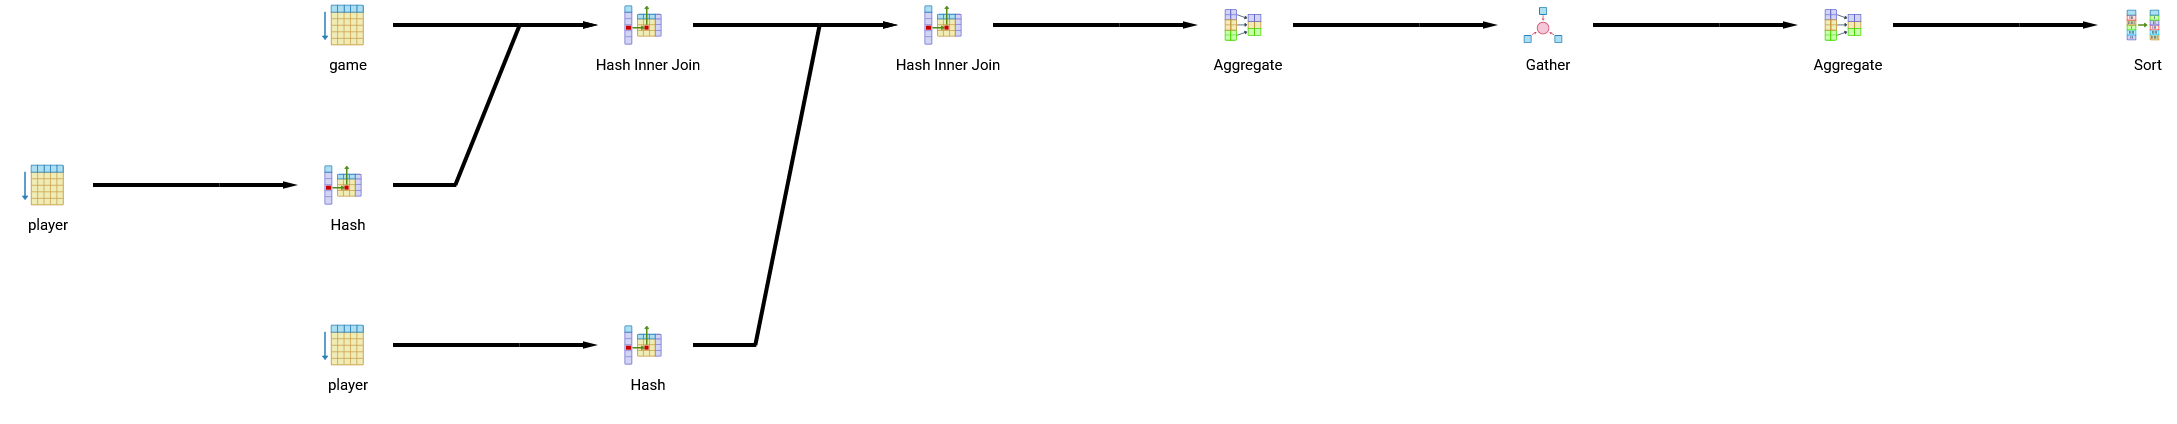 game
Hash Inner Join
Hash Inner Join
Aggregate
Gather
Aggregate
Sort
player
Hash
player
Hash